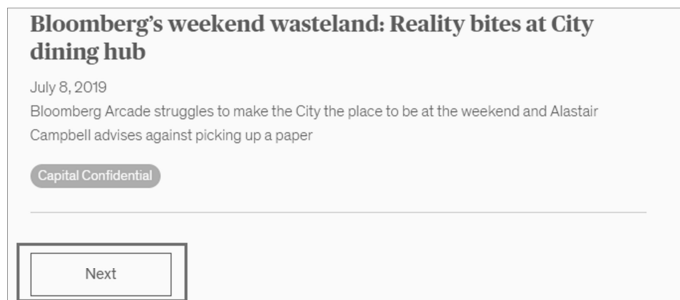 Bloomberg’s weekend wasteland: Reality bites at City
dining hub
July 8, 2019
Bloomberg Arcade struggles to make the City the place to be at the weekend and Alastair
Campbell advises against picking up a paper
Capital Confidential
Next